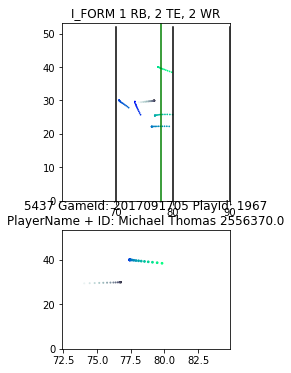 I_FORM 1 RB, 2 TE, 2 WR
50
40
30
20
10
0
70 80 90
5437 GameId: 2017091705 PlayId: 1967
PlayerName + ID: Michael Thomas 2556370.0
40
20
0
72.5 75.0 77.5 80.0 82.5